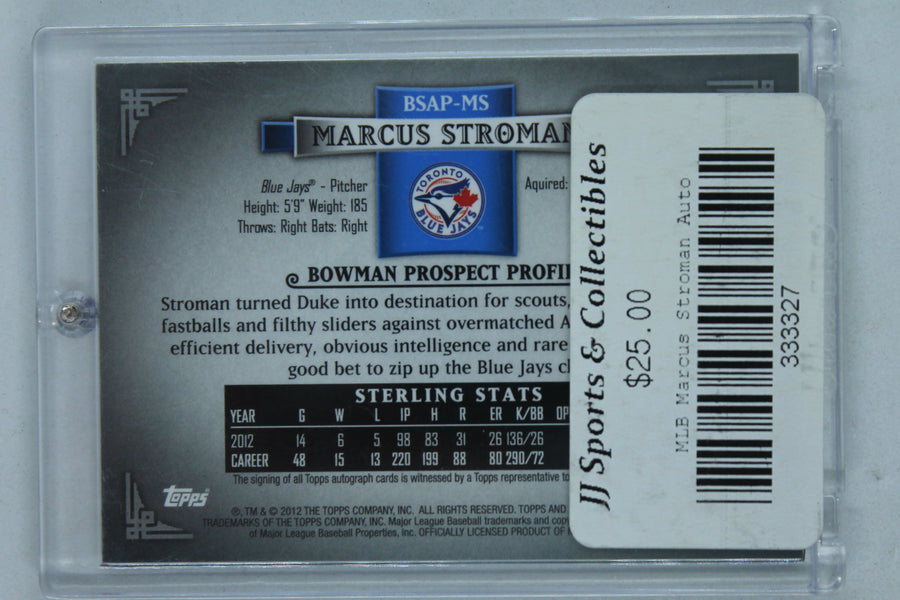 BSAP-MS
MARCUS STROMAN
TORONTO
BLUE JAYS
Blue Jays® - Pitcher
Height: 5'9" Weight: 185
Throws: Right Bats: Right
Aquired:
BOWMAN PROSPECT PROFI
Stroman turned Duke into destination for scouts,
fastballs and filthy sliders against overmatched A
efficient delivery, obvious intelligence and rare
good bet to zip up the Blue Jays c
STERLING STATS
YEAR G W L IP H R ER K/BB OP
2012 14 6 5 98 83 31 26 136/26
CAREER 48 15 13 220 199 88 80 290/72
The signing of all Topps autograph cards is witnessed by a Topps representative to
topps
®, TM & © 2012 THE TOPPS COMPANY, INC. ALL RIGHTS RESERVED. TOPPS AND
TRADEMARKS OF THE TOPPS COMPANY, INC. Major League Baseball trademarks and cop
of Major League Baseball Properties, Inc. OFFICIALLY LICENSED PRODUCT OF
JJ Sports & Collectibles
$25.00
MLB Marcus Stroman Auto
333327